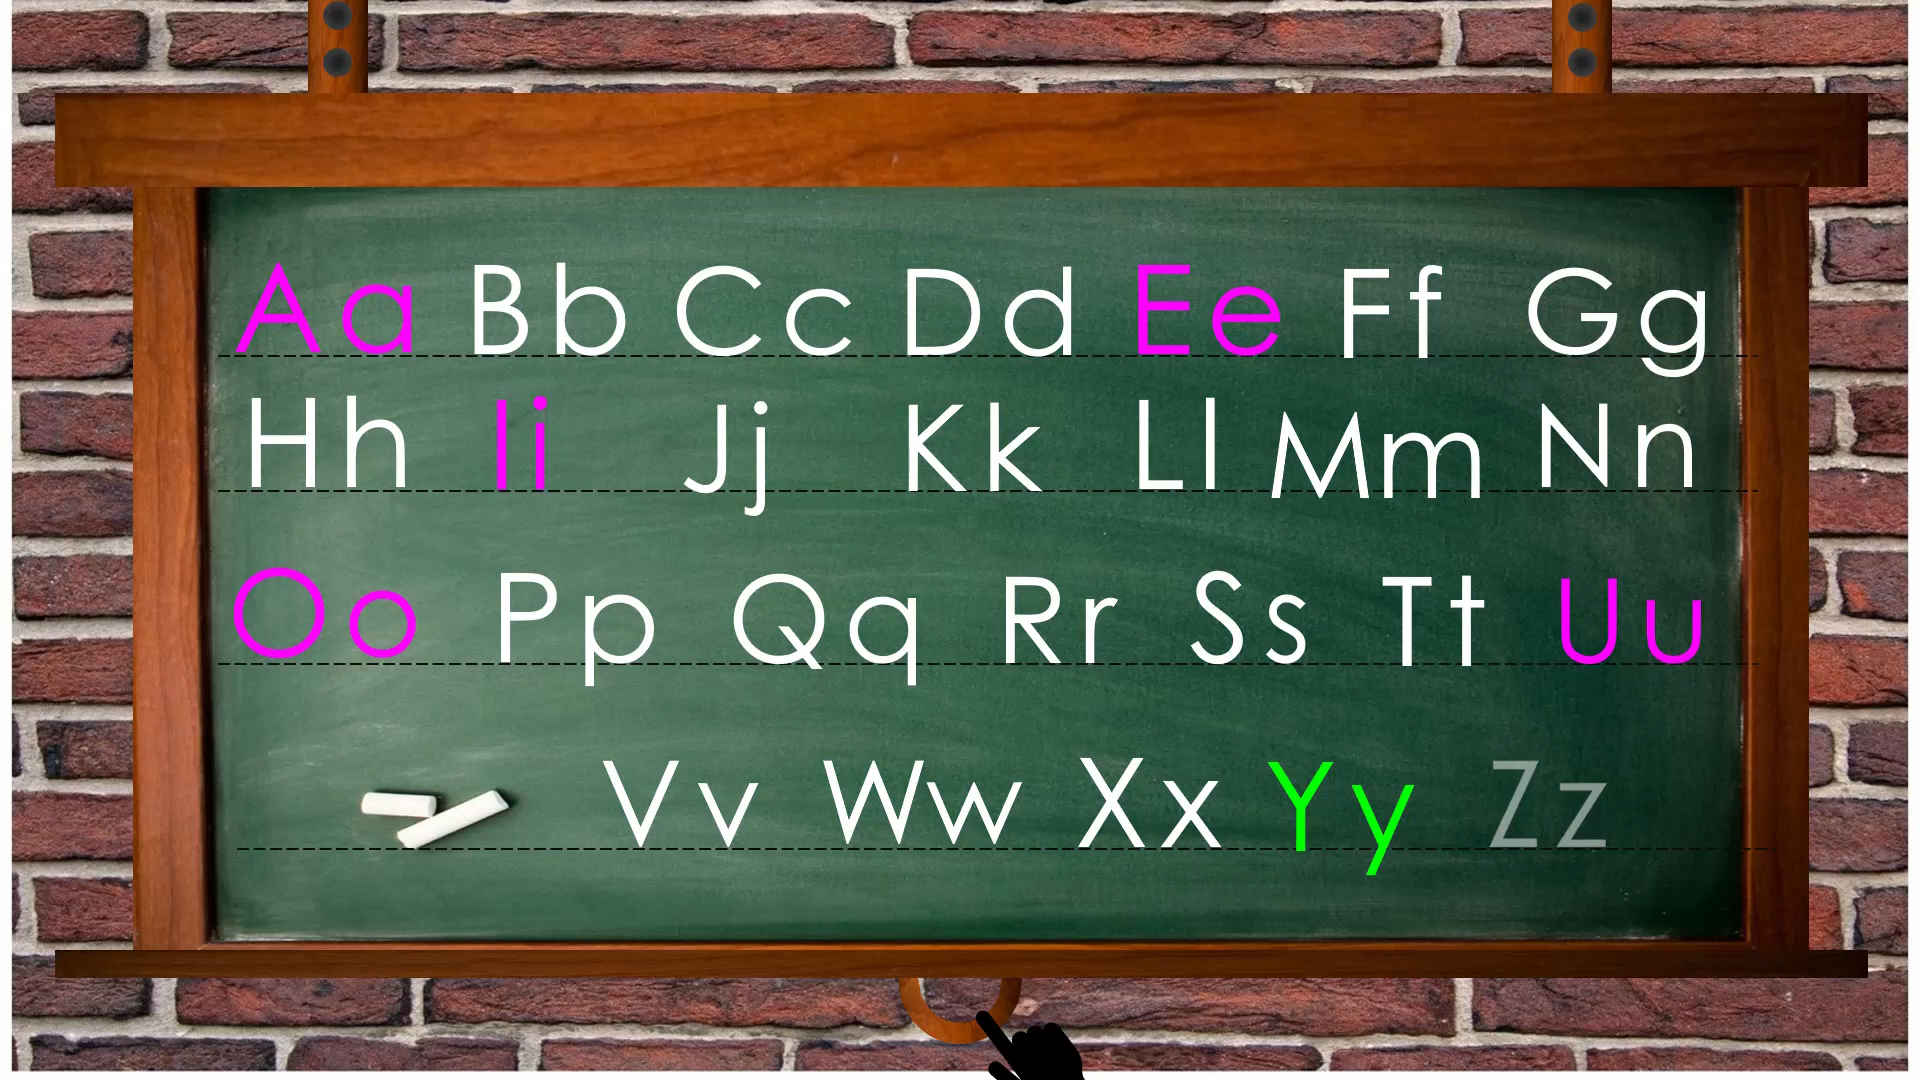 Aa Bb Cc Dd Ee Ff Gg
Hh Ii Jj Kk Ll Mm Nn
Oo Pp Qq Rr Ss Tt Uu
Vv Ww Xx Yy Zz